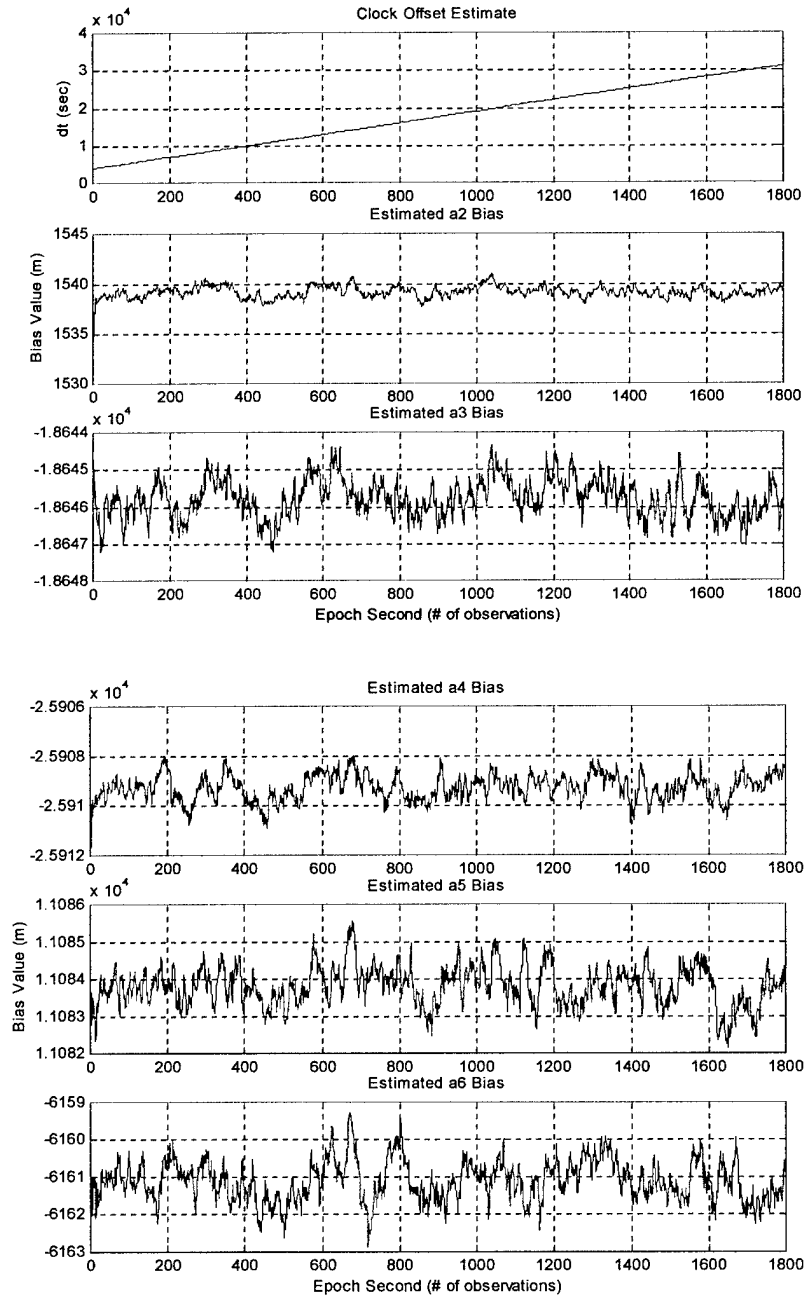 x 10^4
Clock Offset Estimate
4
3
2
1
0
dt (sec)
0 200 400 600 800 1000 1200 1400 1600 1800
Estimated a2 Bias
1545
1540
1535
1530
Bias Value (m)
0 200 400 600 800 1000 1200 1400 1600 1800
x 10^4
Estimated a3 Bias
-1.8644
-1.8645
-1.8646
-1.8647
-1.8648
0 200 400 600 800 1000 1200 1400 1600 1800
Epoch Second (# of observations)
x 10^4
Estimated a4 Bias
-2.5906
-2.5908
-2.591
-2.5912
0 200 400 600 800 1000 1200 1400 1600 1800
x 10^4
Estimated a5 Bias
1.1086
1.1085
1.1084
1.1083
1.1082
Bias Value (m)
0 200 400 600 800 1000 1200 1400 1600 1800
Estimated a6 Bias
-6159
-6160
-6161
-6162
-6163
0 200 400 600 800 1000 1200 1400 1600 1800
Epoch Second (# of observations)